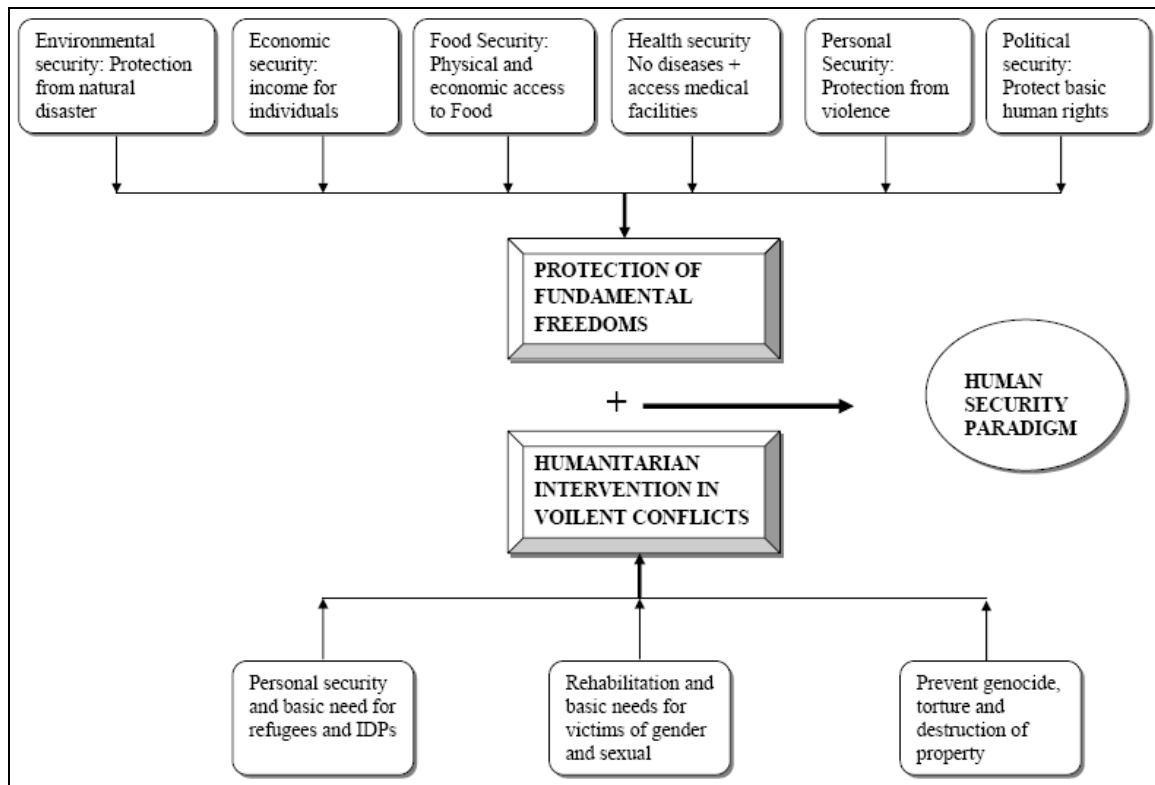 Environmental
security: Protection
from natural
disaster
Economic
security:
income for
individuals
Food Security:
Physical and
economic access
to Food
Health security
No diseases +
access medical
facilities
Personal
Security:
Protection from
violence
Political
security:
Protect basic
human rights
PROTECTION OF
FUNDAMENTAL
FREEDOMS
+
HUMAN
SECURITY
PARADIGM
HUMANITARIAN
INTERVENTION IN
VOILENT CONFLICTS
Personal security
and basic need for
refugees and IDPs
Rehabilitation and
basic needs for
victims of gender
and sexual
Prevent genocide,
torture and
destruction of
property